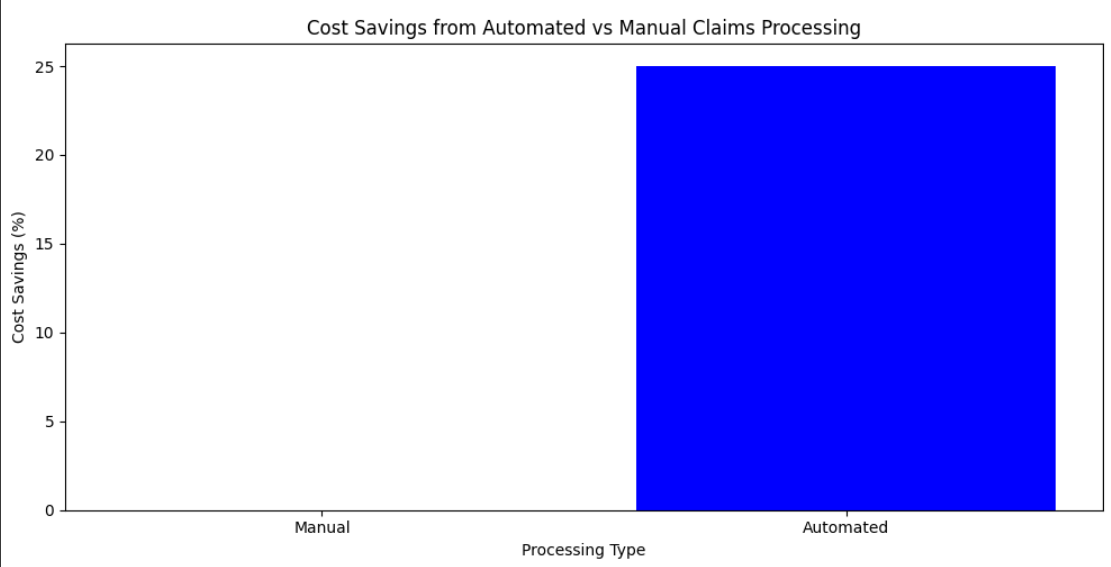 Cost Savings from Automated vs Manual Claims Processing
25
20
15
10
5
0
Cost Savings (%)
Manual
Automated
Processing Type